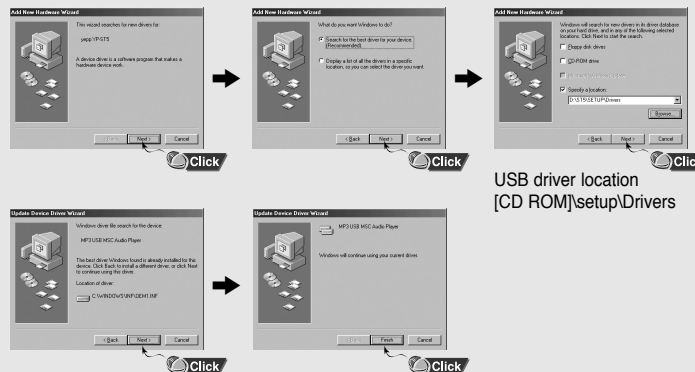 Add New Hardware Wizard
This wizard searches for new drivers for:
yepp YP-ST5
A device driver is a software program that makes a
hardware device work.
< Back
Next >
Cancel
Click
Add New Hardware Wizard
What do you want Windows to do?
Search for the best driver for your device.
(Recommended).
Display a list of all the drivers in a specific
location, so you can select the driver you want.
< Back
Next >
Cancel
Click
Add New Hardware Wizard
Windows will search for new drivers in its driver database
on your hard drive, and in any of the following selected
locations. Click Next to start the search.
Floppy disk drives
CD-ROM drive
Specify a location:
D:\ST5\SETUP\Drivers
Browse...
< Back
Next >
Cancel
Clic
USB driver location
[CD ROM]\setup\Drivers
Update Device Driver Wizard
Windows driver file search for the device:
MP3 USB MSC Audio Player
The best driver Windows found is already installed for this
device. Click Back to install a different driver, or click Next
to continue using this driver.
Location of driver:
C:\WINDOWS\INF\OEM1.INF
< Back
Next >
Cancel
Click
Update Device Driver Wizard
MP3 USB MSC Audio Player
Windows will continue using your current driver.
< Back
Finish
Cancel
Click